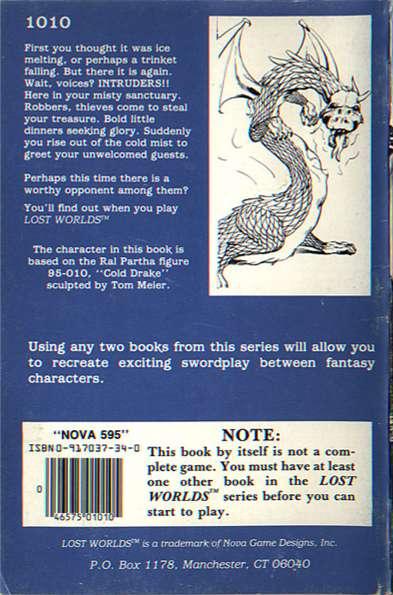 1010
First you thought it was ice
melting, or perhaps a trinket
falling. But there it is again.
Wait, voices? INTRUDERS!!
Here in your misty sanctuary.
Robbers, thieves come to steal
your treasure. Bold little
dinners seeking glory. Suddenly
you rise out of the cold mist to
greet your unwelcomed guests.
Perhaps this time there is a
worthy opponent among them?
You'll find out when you play
LOST WORLDS™
The character in this book is
based on the Ral Partha figure
95-010, "Cold Drake"
sculpted by Tom Meier.
Using any two books from this series will allow you
to recreate exciting swordplay between fantasy
characters.
"NOVA 595"
ISBN 0-917037-34-0
0
46575 01010
NOTE:
This book by itself is not a com-
plete game. You must have at least
one other book in the LOST
WORLDS™ series before you can
start to play.
LOST WORLDS™ is a trademark of Nova Game Designs, Inc.
P.O. Box 1178, Manchester, CT 06040